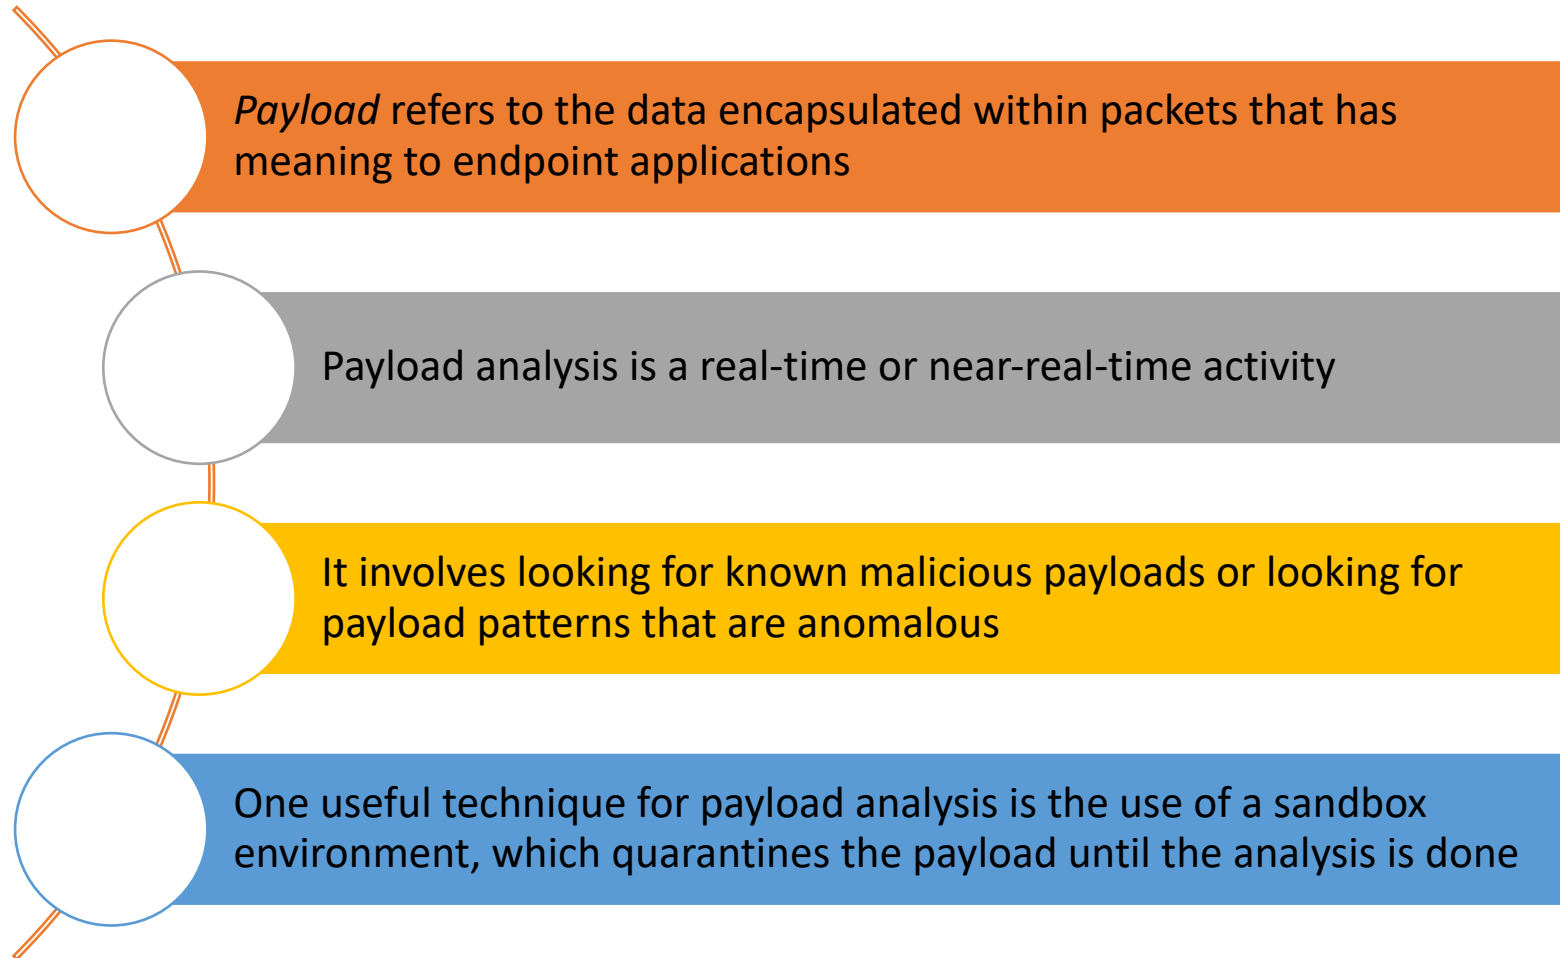 Payload refers to the data encapsulated within packets that has
meaning to endpoint applications
Payload analysis is a real-time or near-real-time activity
It involves looking for known malicious payloads or looking for
payload patterns that are anomalous
One useful technique for payload analysis is the use of a sandbox
environment, which quarantines the payload until the analysis is done